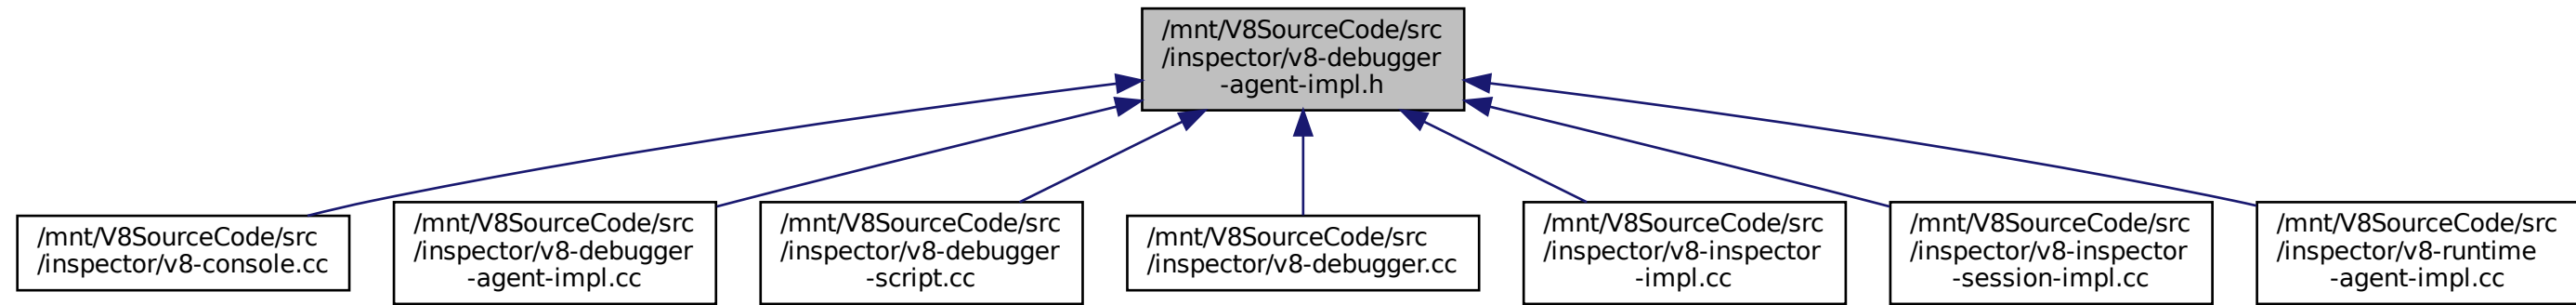 /mnt/V8SourceCode/src
/inspector/v8-debugger
-agent-impl.h
/mnt/V8SourceCode/src
/inspector/v8-console.cc
/mnt/V8SourceCode/src
/inspector/v8-debugger
-agent-impl.cc
/mnt/V8SourceCode/src
/inspector/v8-debugger
-script.cc
/mnt/V8SourceCode/src
/inspector/v8-debugger.cc
/mnt/V8SourceCode/src
/inspector/v8-inspector
-impl.cc
/mnt/V8SourceCode/src
/inspector/v8-inspector
-session-impl.cc
/mnt/V8SourceCode/src
/inspector/v8-runtime
-agent-impl.cc